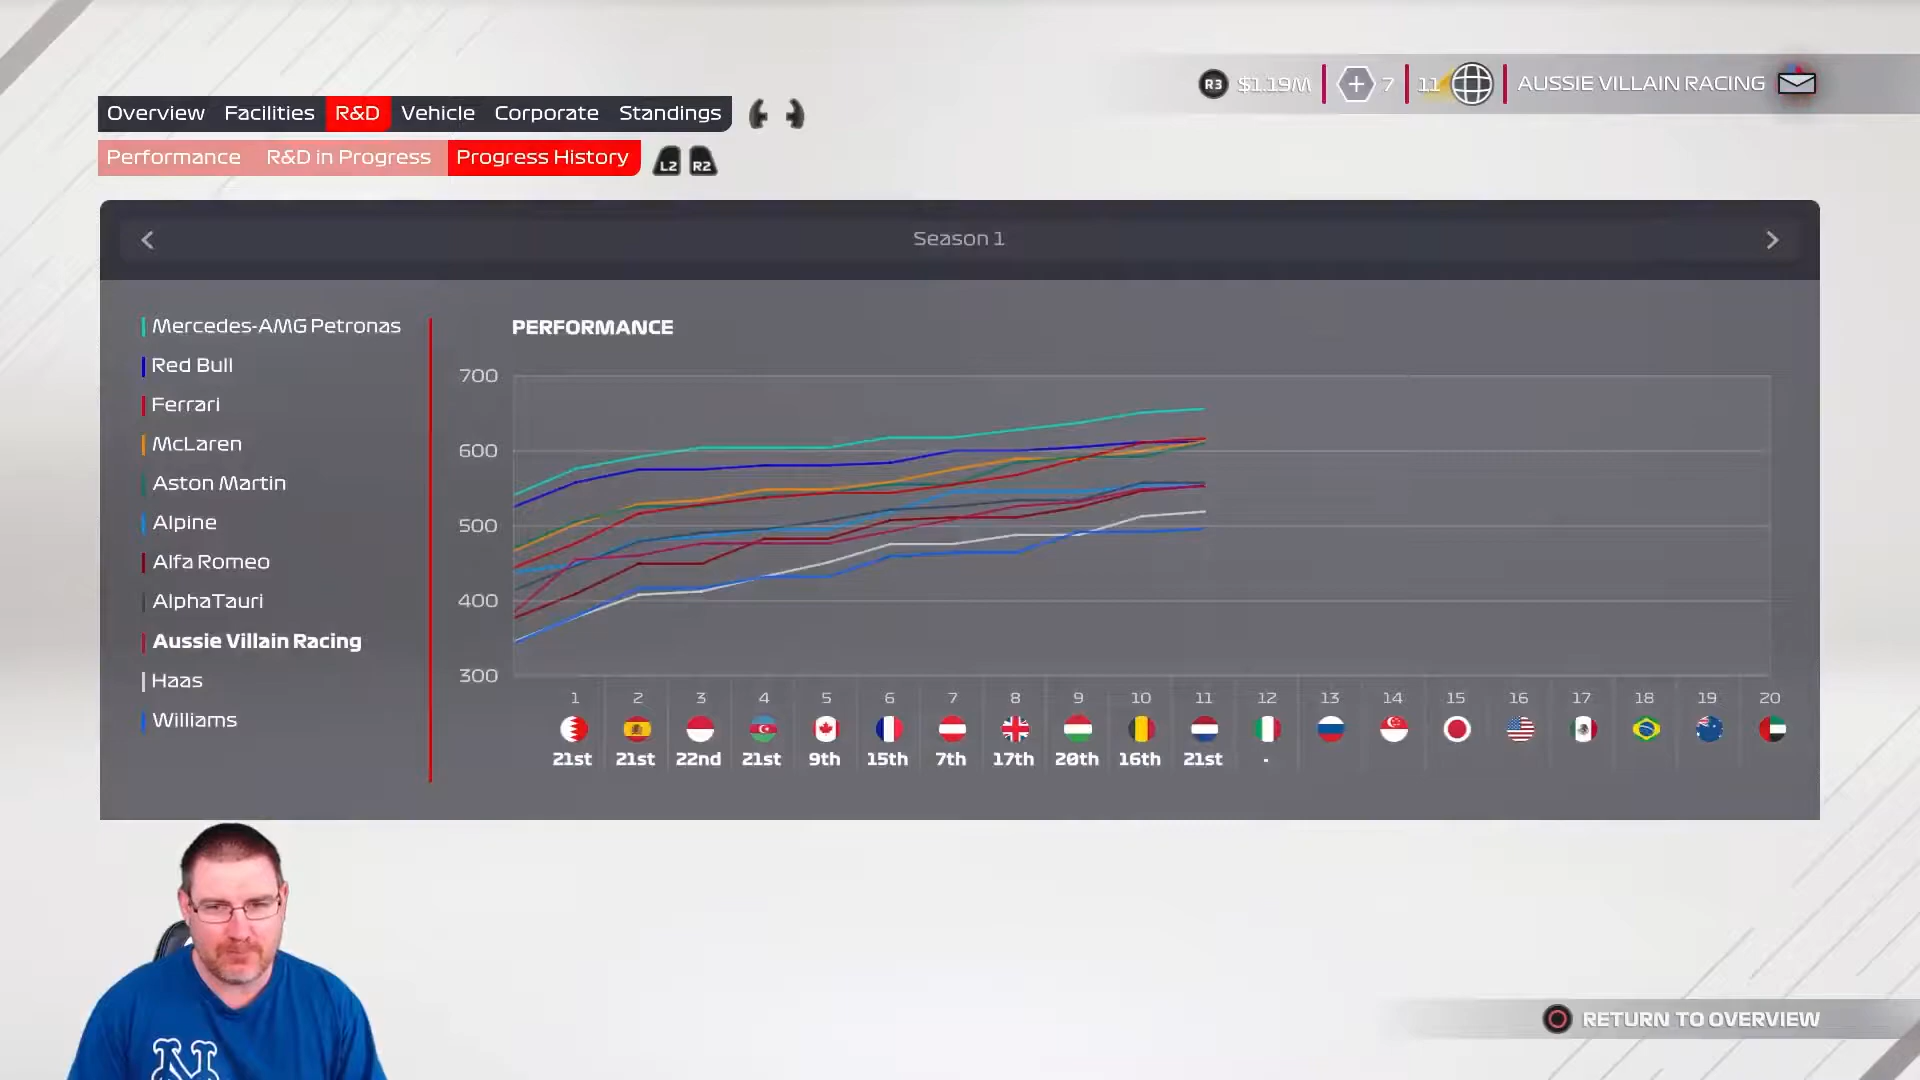 R3 $1.19M 7 11 AUSSIE VILLAIN RACING
Overview Facilities R&D Vehicle Corporate Standings
Performance R&D in Progress Progress History L2 R2
Season 1
Mercedes-AMG Petronas
Red Bull
Ferrari
McLaren
Aston Martin
Alpine
Alfa Romeo
AlphaTauri
Aussie Villain Racing
Haas
Williams
PERFORMANCE
700
600
500
400
300
1 2 3 4 5 6 7 8 9 10 11 12 13 14 15 16 17 18 19 20
21st 21st 22nd 21st 9th 15th 7th 17th 20th 16th 21st -
N
RETURN TO OVERVIEW